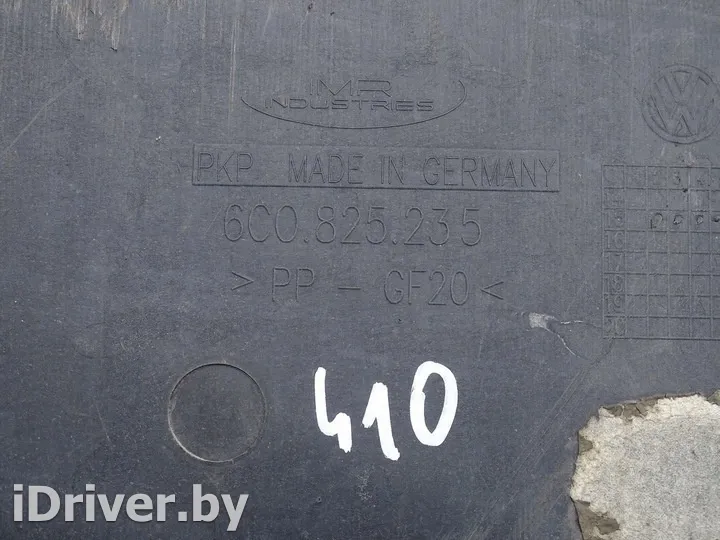 IMR
INDUSTRIES
PKP MADE IN GERMANY
6C0.825.235
> PP - GF20 <
410
iDriver.by